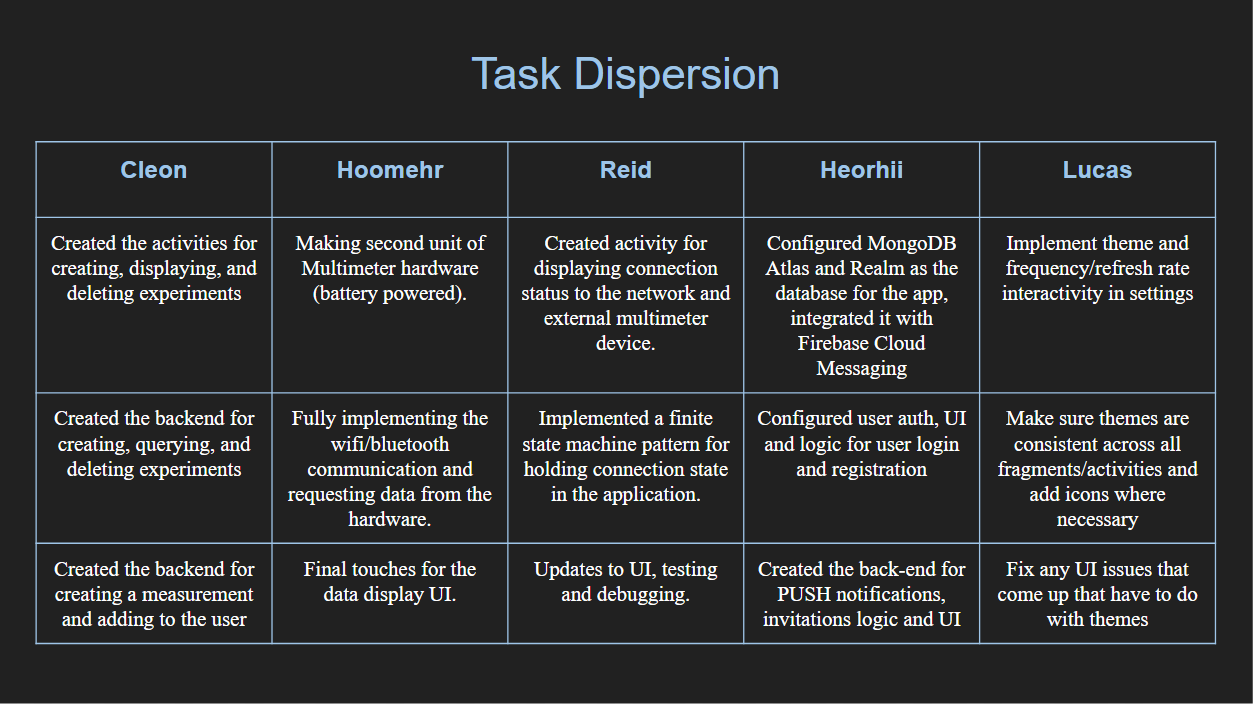 Task Dispersion
Cleon
Hoomehr
Reid
Heorhii
Lucas
Created the activities for
creating, displaying, and
deleting experiments
Making second unit of
Multimeter hardware
(battery powered).
Created activity for
displaying connection
status to the network and
external multimeter
device.
Configured MongoDB
Atlas and Realm as the
database for the app,
integrated it with
Firebase Cloud
Messaging
Implement theme and
frequency/refresh rate
interactivity in settings
Created the backend for
creating, querying, and
deleting experiments
Fully implementing the
wifi/bluetooth
communication and
requesting data from the
hardware.
Implemented a finite
state machine pattern for
holding connection state
in the application.
Configured user auth, UI
and logic for user login
and registration
Make sure themes are
consistent across all
fragments/activities and
add icons where
necessary
Created the backend for
creating a measurement
and adding to the user
Final touches for the
data display UI.
Updates to UI, testing
and debugging.
Created the back-end for
PUSH notifications,
invitations logic and UI
Fix any UI issues that
come up that have to do
with themes